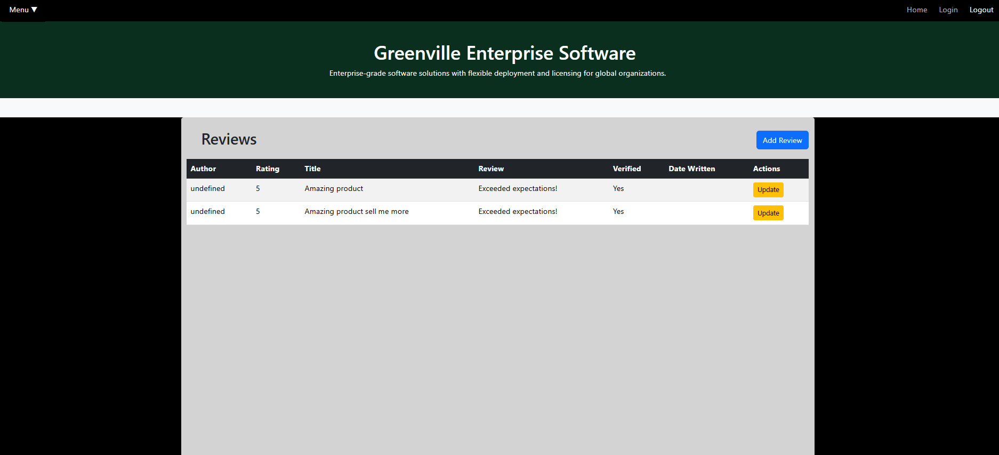 Menu ▼ Home Login Logout
Greenville Enterprise Software
Enterprise-grade software solutions with flexible deployment and licensing for global organizations.
Reviews Add Review
Author Rating Title Review Verified Date Written Actions
undefined 5 Amazing product Exceeded expectations! Yes Update
undefined 5 Amazing product sell me more Exceeded expectations! Yes Update